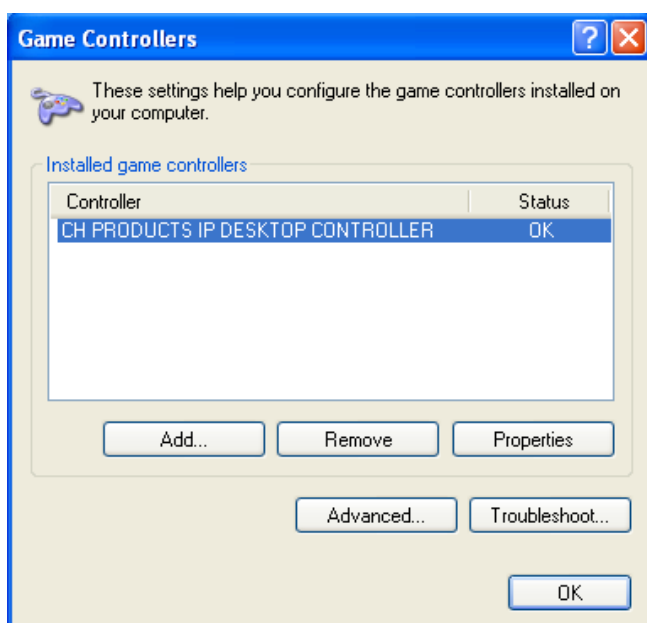 Game Controllers
These settings help you configure the game controllers installed on
your computer.
Installed game controllers
Controller Status
CH PRODUCTS IP DESKTOP CONTROLLER OK
Add... Remove Properties
Advanced... Troubleshoot...
OK